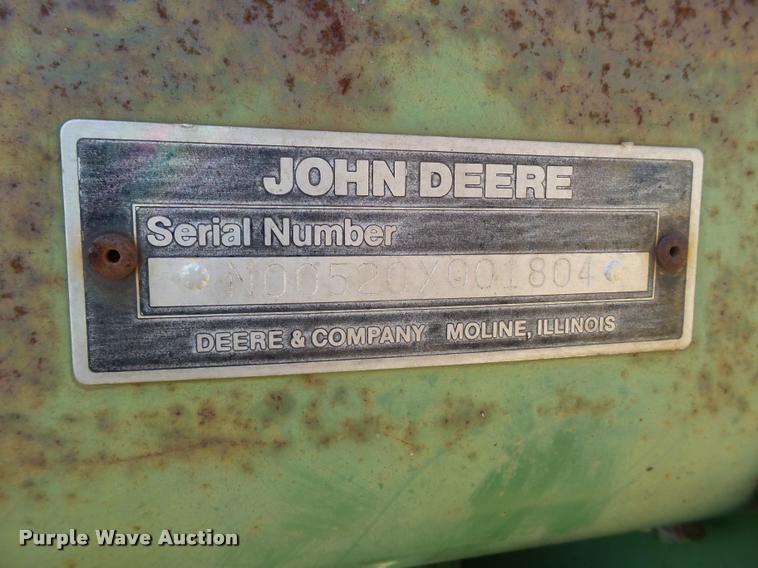 JOHN DEERE
Serial Number
N00520X001804
DEERE & COMPANY MOLINE, ILLINOIS
Purple Wave Auction